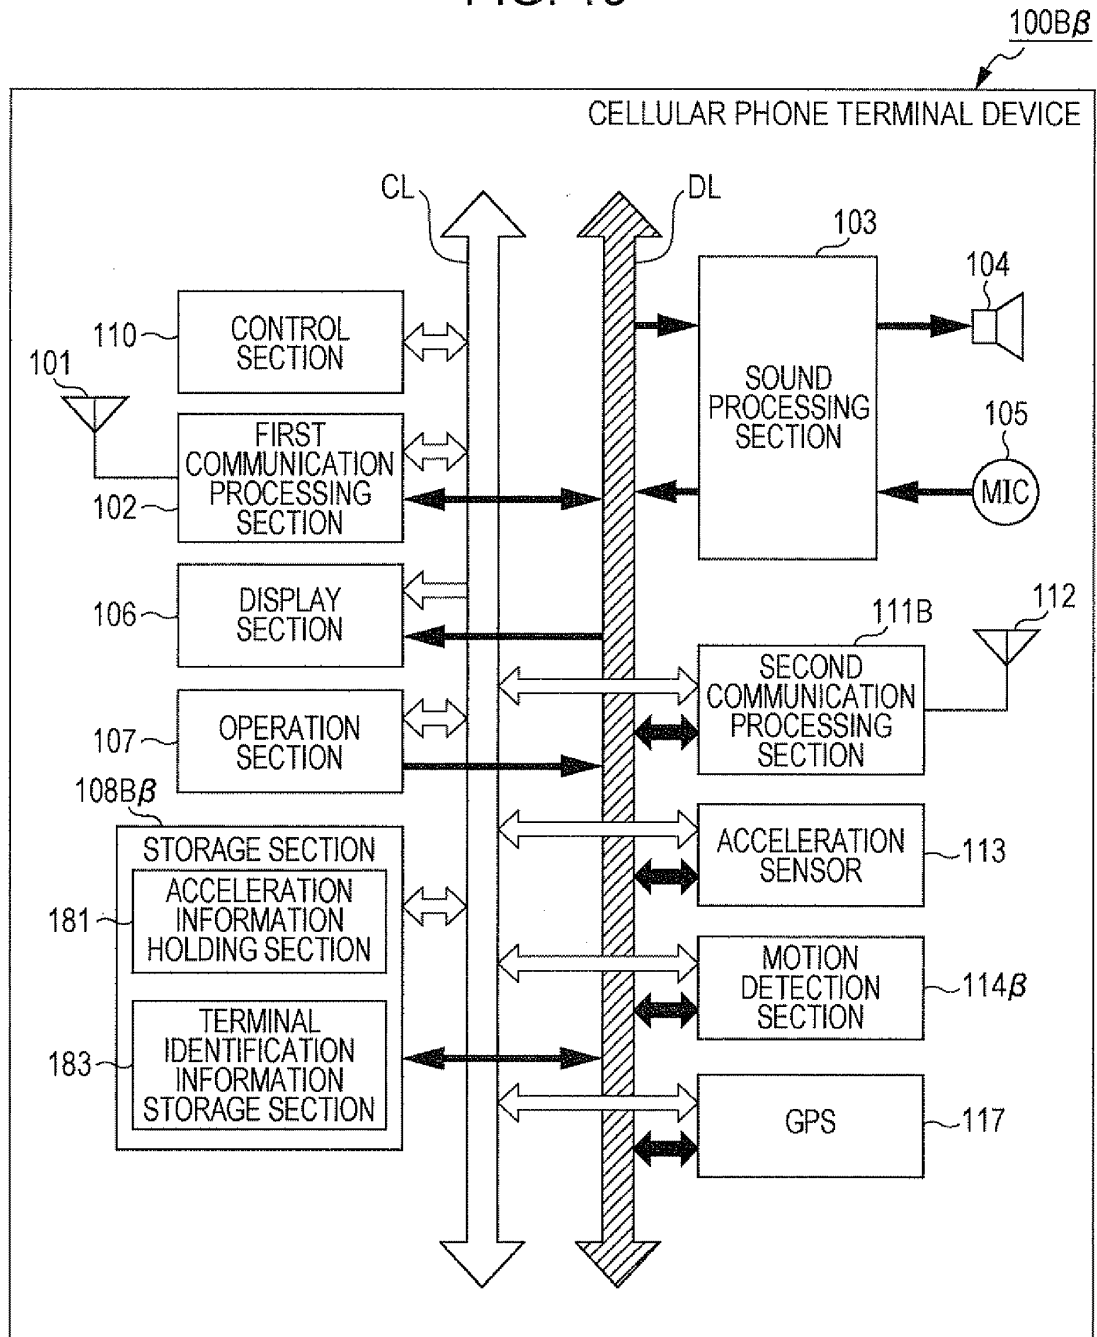 100Bβ
CELLULAR PHONE TERMINAL DEVICE
CL
DL
103
104
110
CONTROL
SECTION
101
SOUND
PROCESSING
SECTION
105
MIC
FIRST
COMMUNICATION
PROCESSING
SECTION
102
106
DISPLAY
SECTION
111B
112
SECOND
COMMUNICATION
PROCESSING
SECTION
107
OPERATION
SECTION
108Bβ
STORAGE SECTION
181
ACCELERATION
INFORMATION
HOLDING SECTION
ACCELERATION
SENSOR
113
MOTION
DETECTION
SECTION
114β
183
TERMINAL
IDENTIFICATION
INFORMATION
STORAGE SECTION
GPS
117